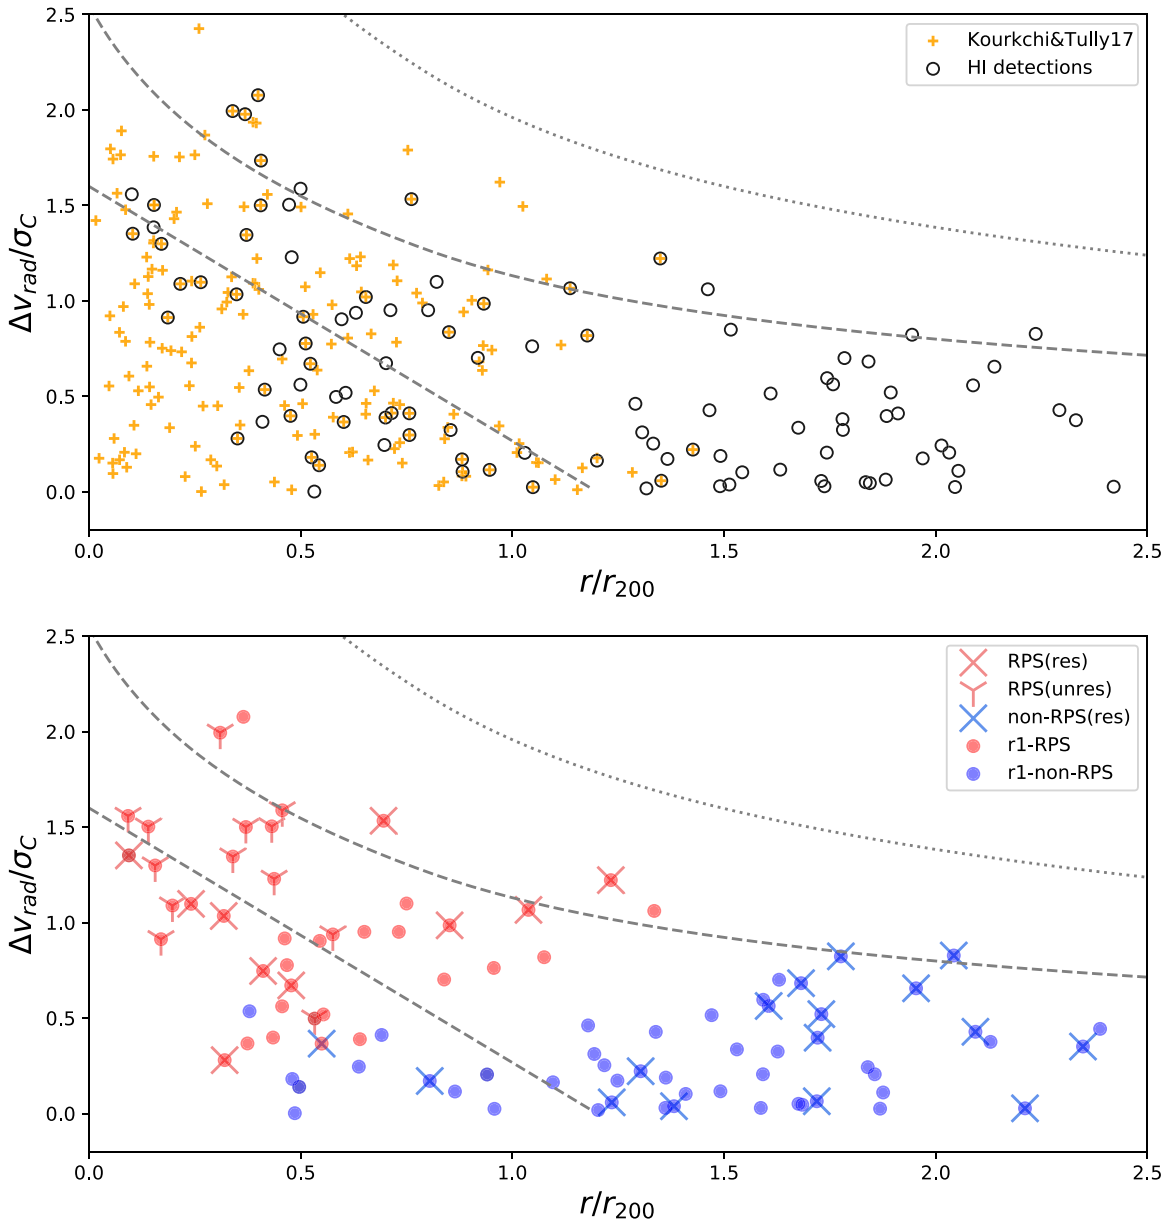 2.5
2.0
1.5
1.0
0.5
0.0
Δv_rad/σ_C
Kourkchi&Tully17
HI detections
0.0 0.5 1.0 1.5 2.0 2.5
r/r_200
2.5
2.0
1.5
1.0
0.5
0.0
Δv_rad/σ_C
RPS(res)
RPS(unres)
non-RPS(res)
r1-RPS
r1-non-RPS
0.0 0.5 1.0 1.5 2.0 2.5
r/r_200